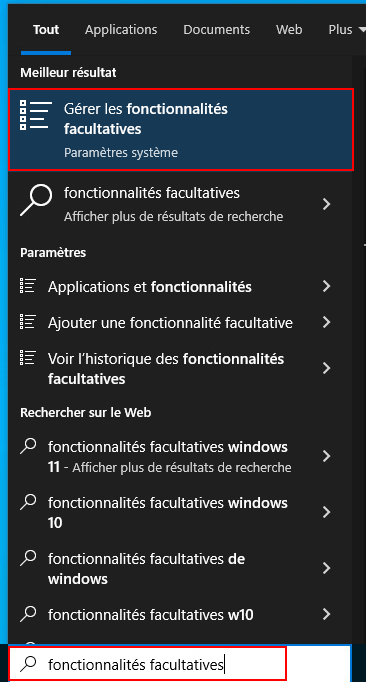 Tout Applications Documents Web Plus
Meilleur résultat
Gérer les fonctionnalités
facultatives
Paramètres système
fonctionnalités facultatives
Afficher plus de résultats de recherche
Paramètres
Applications et fonctionnalités
Ajouter une fonctionnalité facultative
Voir l’historique des fonctionnalités
facultatives
Rechercher sur le Web
fonctionnalités facultatives windows
11 - Afficher plus de résultats de recherche
fonctionnalités facultatives windows
10
fonctionnalités facultatives de
windows
fonctionnalités facultatives w10
fonctionnalités facultatives